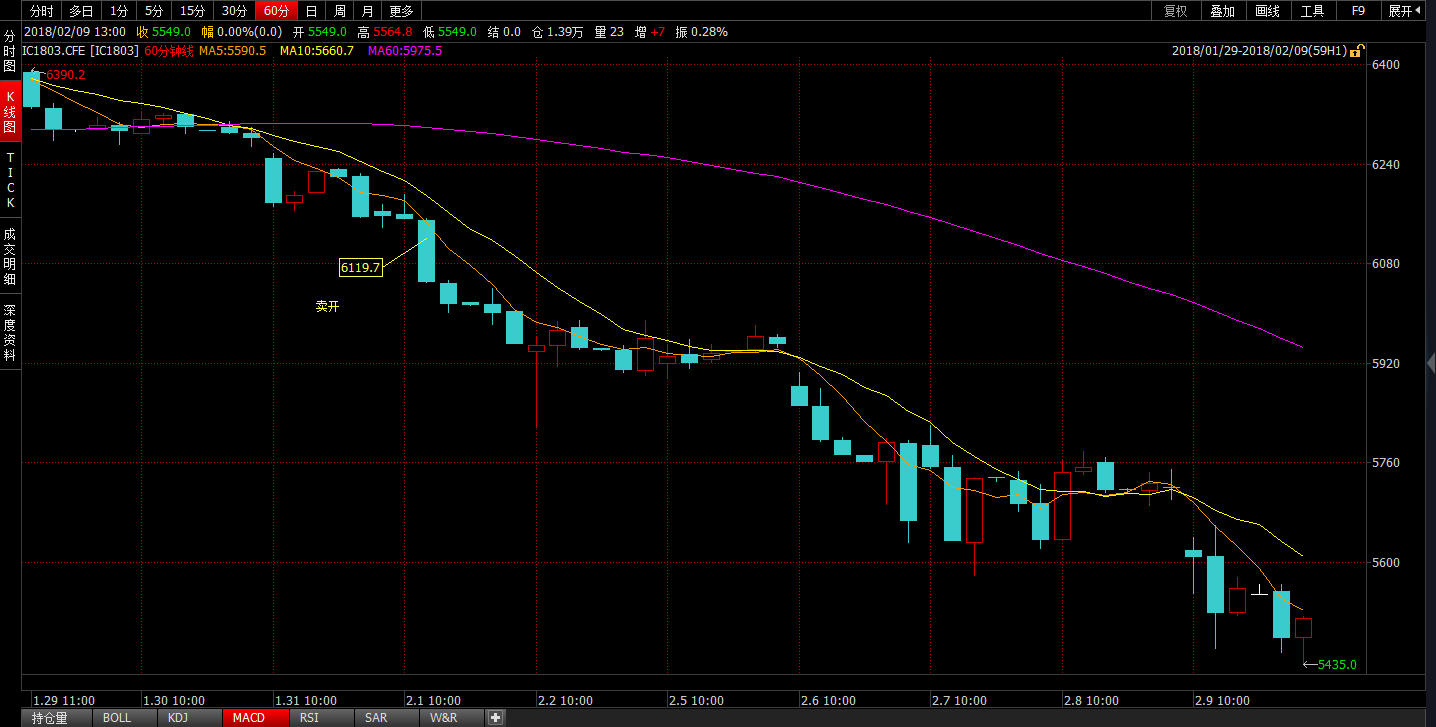 分时 多日 1分 5分 15分 30分 60分 日 周 月 更多 复权 叠加 画线 工具 F9 展开
2018/02/09 13:00 收 5549.0 幅 0.00%(0.0) 开 5549.0 高 5564.8 低 5549.0 结 0.0 仓 1.39万 量 23 增 +7 振 0.28%
IC1803.CFE [IC1803] 60分钟线 MA5:5590.5 MA10:5660.7 MA60:5975.5 2018/01/29-2018/02/09(59H1)
分时图
K线图
TICK
成交明细
深度资料
6390.2
6400
6240
6119.7
6080
卖开
5920
5760
5600
5435.0
1.29 11:00 1.30 10:00 1.31 10:00 2.1 10:00 2.2 10:00 2.5 10:00 2.6 10:00 2.7 10:00 2.8 10:00 2.9 10:00
持仓量 BOLL KDJ MACD RSI SAR W&R